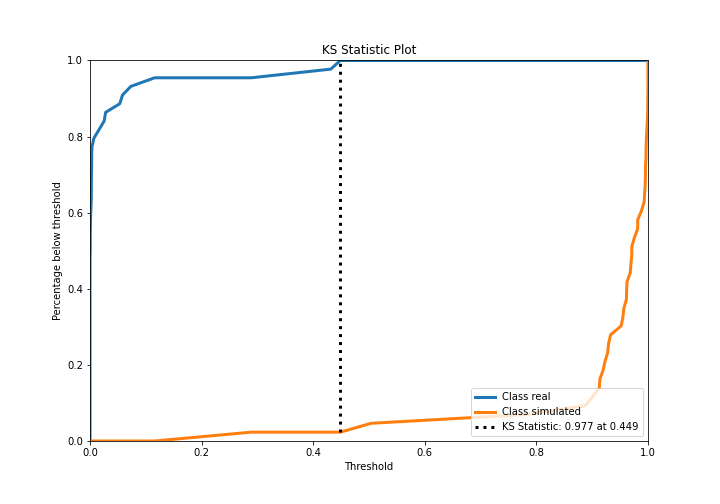 KS Statistic Plot
1.0
0.8
0.6
0.4
0.2
0.0
Percentage below threshold
0.0 0.2 0.4 0.6 0.8 1.0
Threshold
Class real
Class simulated
KS Statistic: 0.977 at 0.449